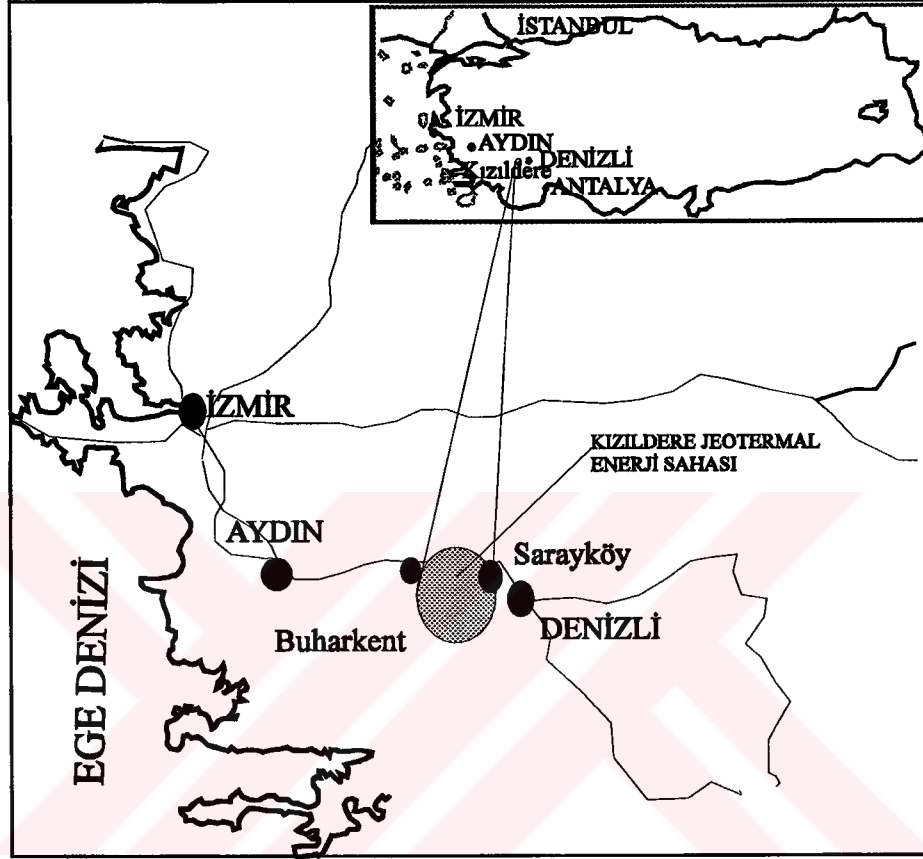 İSTANBUL
İZMİR
AYDIN
DENİZLİ
Kızıldere
ANTALYA
İZMİR
KIZILDERE JEOTERMAL
ENERJİ SAHASI
AYDIN
Sarayköy
Buharkent
DENİZLİ
EGE DENİZİ